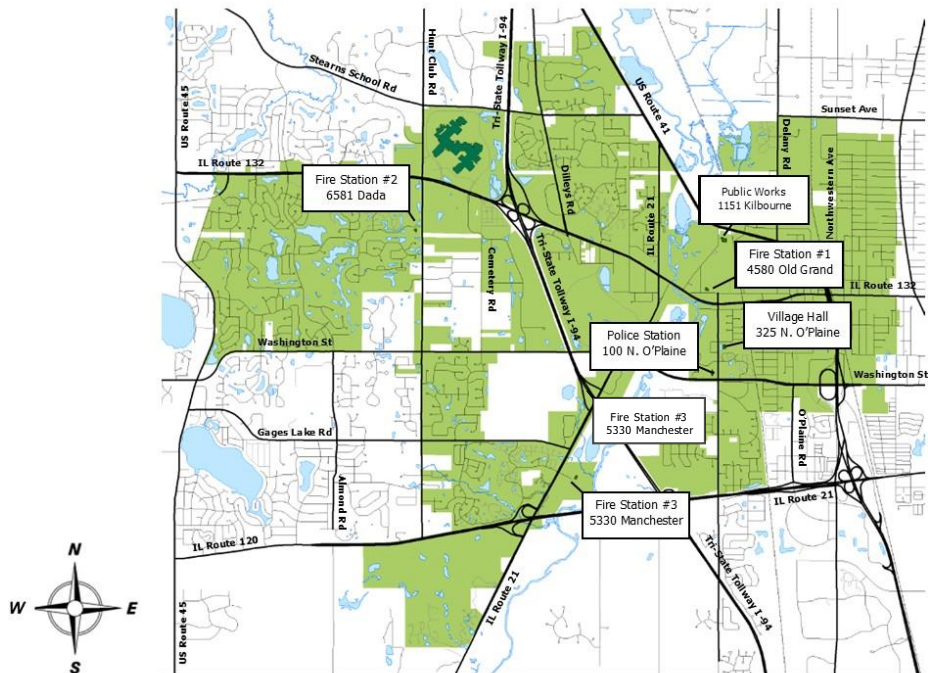 Hunt Club Rd
Tri-State Tollway I-94
Stearns School Rd
US Route 45
US Route 41
Sunset Ave
Delany Rd
Northwestern Ave
IL Route 132
Fire Station #2
6581 Dada
Dilleys Rd
IL Route 21
Public Works
1151 Kilbourne
Cemetery Rd
Tri-State Tollway I-94
Fire Station #1
4580 Old Grand
IL Route 132
Village Hall
325 N. O'Plaine
Police Station
100 N. O'Plaine
Washington St
Washington St
Fire Station #3
5330 Manchester
O'Plaine Rd
Gages Lake Rd
Almond Rd
Fire Station #3
5330 Manchester
IL Route 21
IL Route 120
Tri-State Tollway I-94
IL Route 21
US Route 45
N
W
E
S